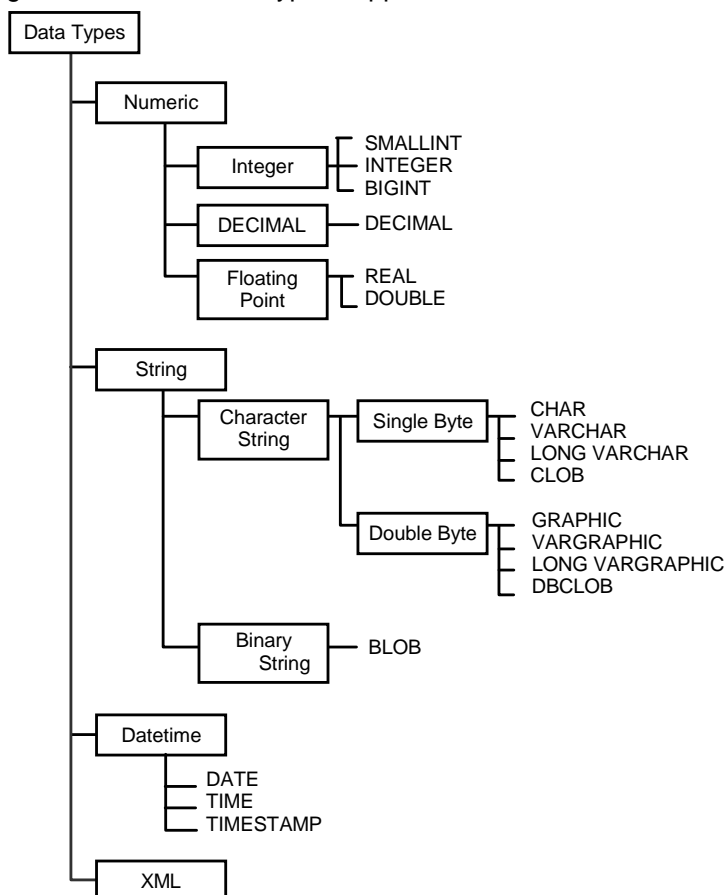 Data Types
Numeric
Integer
SMALLINT
INTEGER
BIGINT
DECIMAL
DECIMAL
Floating
Point
REAL
DOUBLE
String
Character
String
Single Byte
CHAR
VARCHAR
LONG VARCHAR
CLOB
Double Byte
GRAPHIC
VARGRAPHIC
LONG VARGRAPHIC
DBCLOB
Binary
String
BLOB
Datetime
DATE
TIME
TIMESTAMP
XML